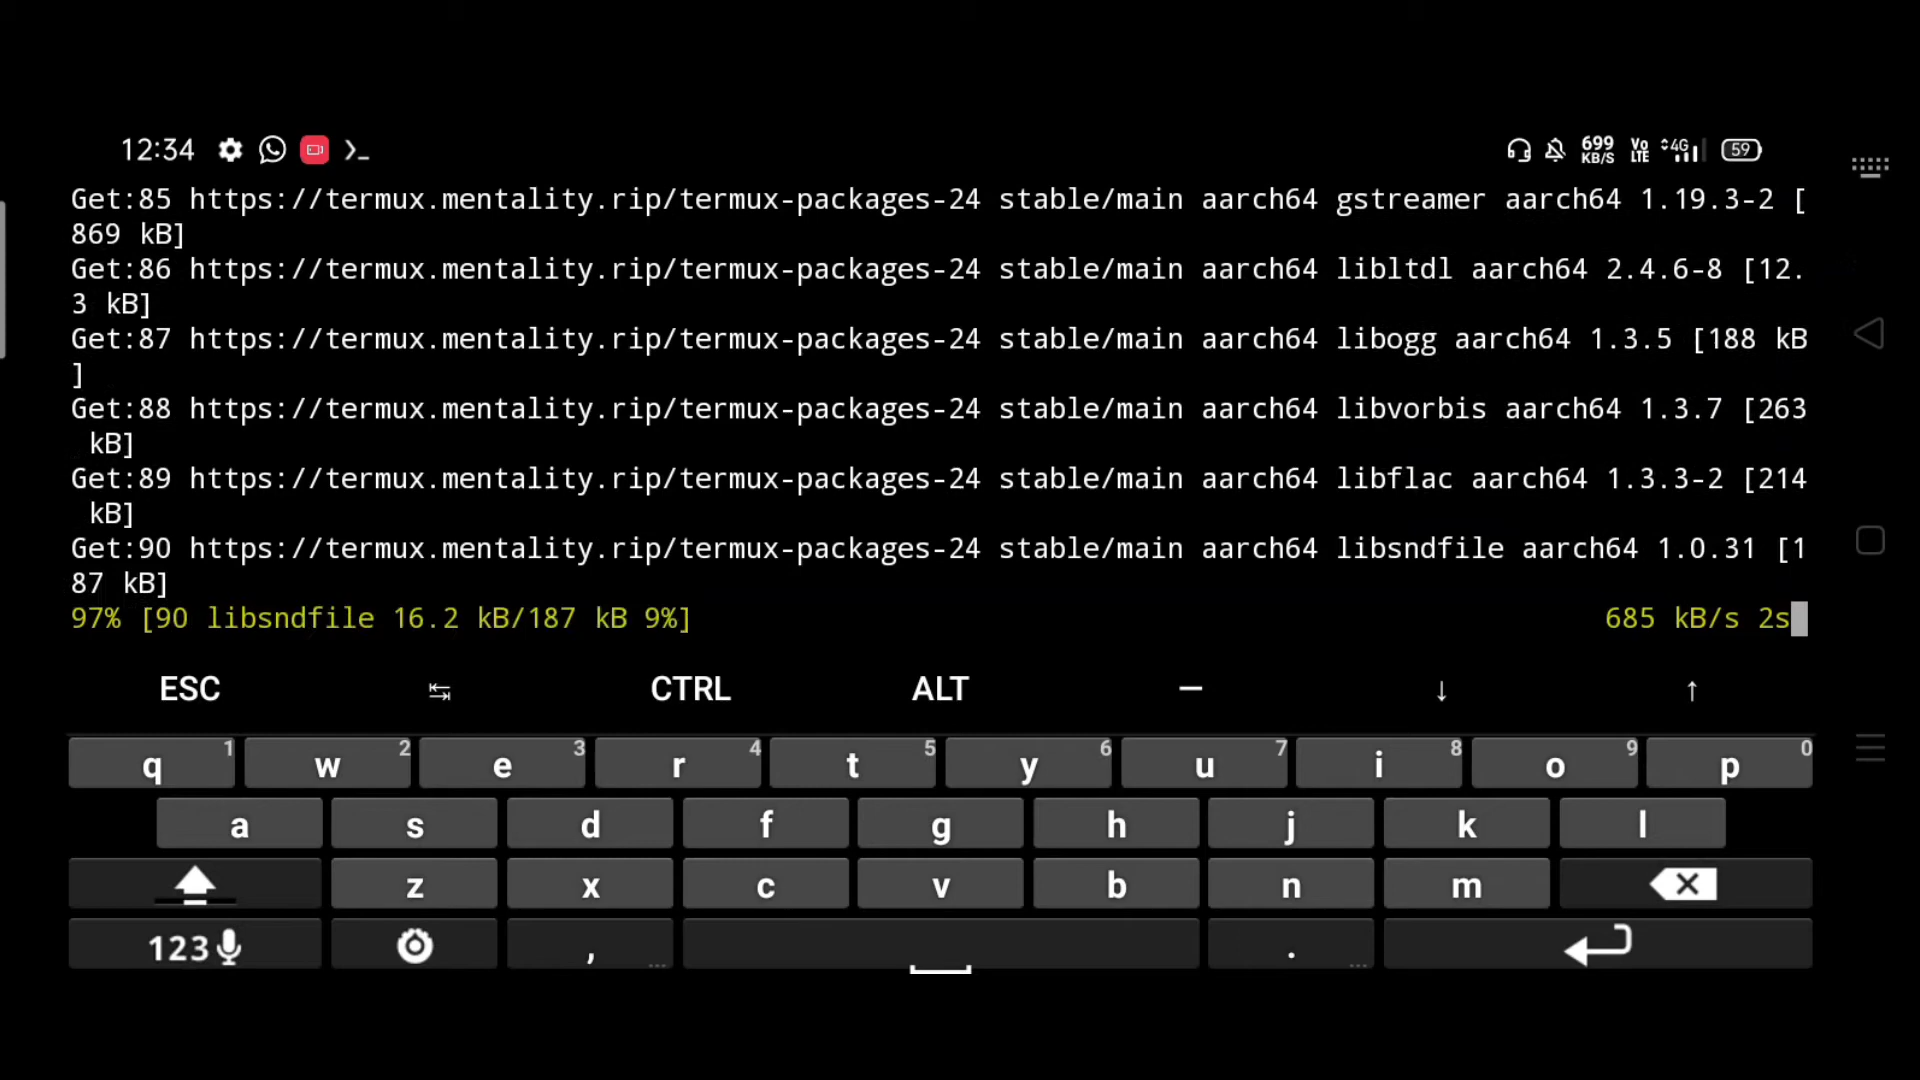 12:34 699 KB/S Vo LTE 4G 59
Get:85 https://termux.mentality.rip/termux-packages-24 stable/main aarch64 gstreamer aarch64 1.19.3-2 [
869 kB]
Get:86 https://termux.mentality.rip/termux-packages-24 stable/main aarch64 libltdl aarch64 2.4.6-8 [12.
3 kB]
Get:87 https://termux.mentality.rip/termux-packages-24 stable/main aarch64 libogg aarch64 1.3.5 [188 kB
]
Get:88 https://termux.mentality.rip/termux-packages-24 stable/main aarch64 libvorbis aarch64 1.3.7 [263
 kB]
Get:89 https://termux.mentality.rip/termux-packages-24 stable/main aarch64 libflac aarch64 1.3.3-2 [214
 kB]
Get:90 https://termux.mentality.rip/termux-packages-24 stable/main aarch64 libsndfile aarch64 1.0.31 [1
87 kB]
97% [90 libsndfile 16.2 kB/187 kB 9%] 685 kB/s 2s
ESC ↹ CTRL ALT — ↓ ↑
q 1 w 2 e 3 r 4 t 5 y 6 u 7 i 8 o 9 p 0
a s d f g h j k l
z x c v b n m
123 , ... . ...